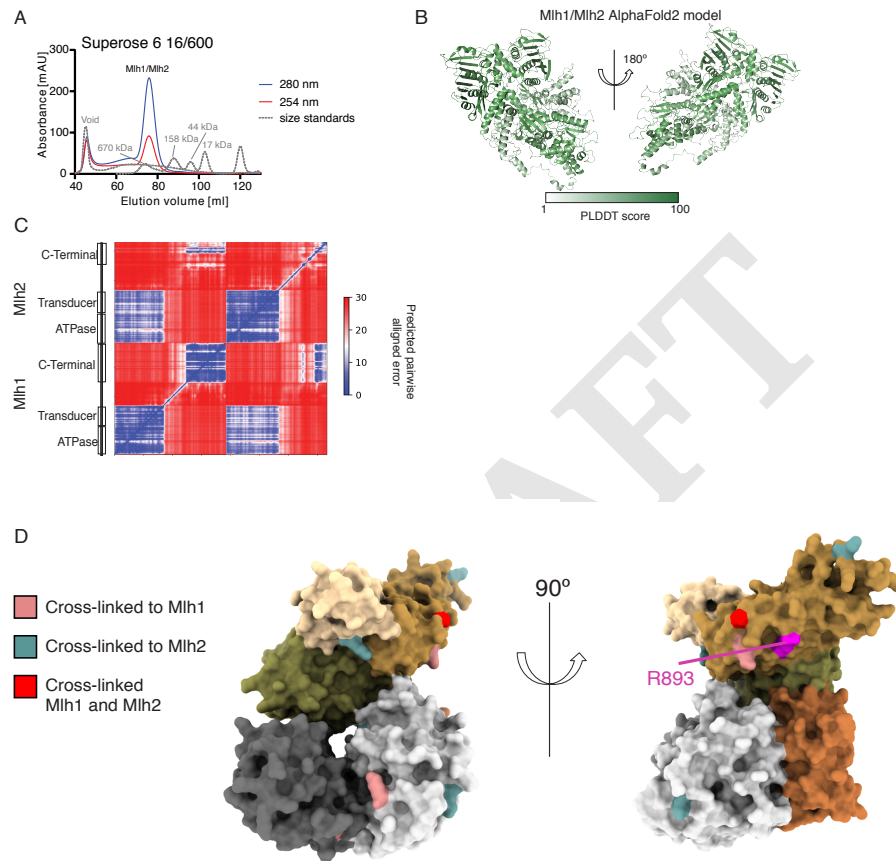 A
Superose 6 16/600
300
200
100
0
Absorbance [mAU]
Mlh1/Mlh2
Void
670 kDa
158 kDa
44 kDa
17 kDa
40 60 80 100 120
Elution volume [ml]
280 nm
254 nm
size standards
B
Mlh1/Mlh2 AlphaFold2 model
180º
1 100
PLDDT score
C
Mlh2
C-Terminal
Transducer
ATPase
Mlh1
C-Terminal
Transducer
ATPase
30
20
10
0
Predicted pairwise
alligned error
AFT
D
Cross-linked to Mlh1
Cross-linked to Mlh2
Cross-linked
Mlh1 and Mlh2
90º
R893